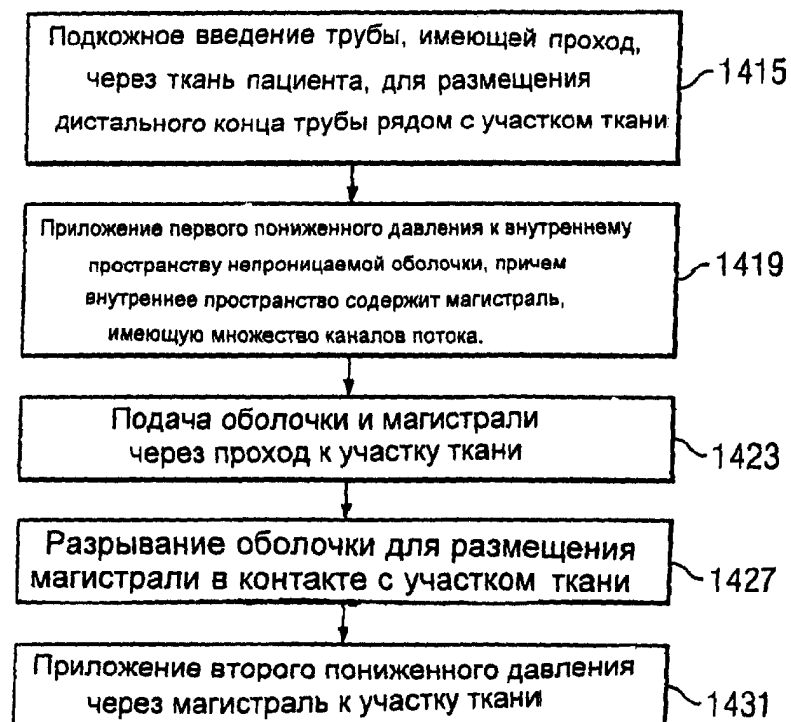 Подкожное введение трубы, имеющей проход,
через ткань пациента, для размещения
дистального конца трубы рядом с участком ткани
1415
Приложение первого пониженного давления к внутреннему
пространству непроницаемой оболочки, причем
внутреннее пространство содержит магистраль,
имеющую множество каналов потока.
1419
Подача оболочки и магистрали
через проход к участку ткани
1423
Разрывание оболочки для размещения
магистрали в контакте с участком ткани
1427
Приложение второго пониженного давления
через магистраль к участку ткани
1431